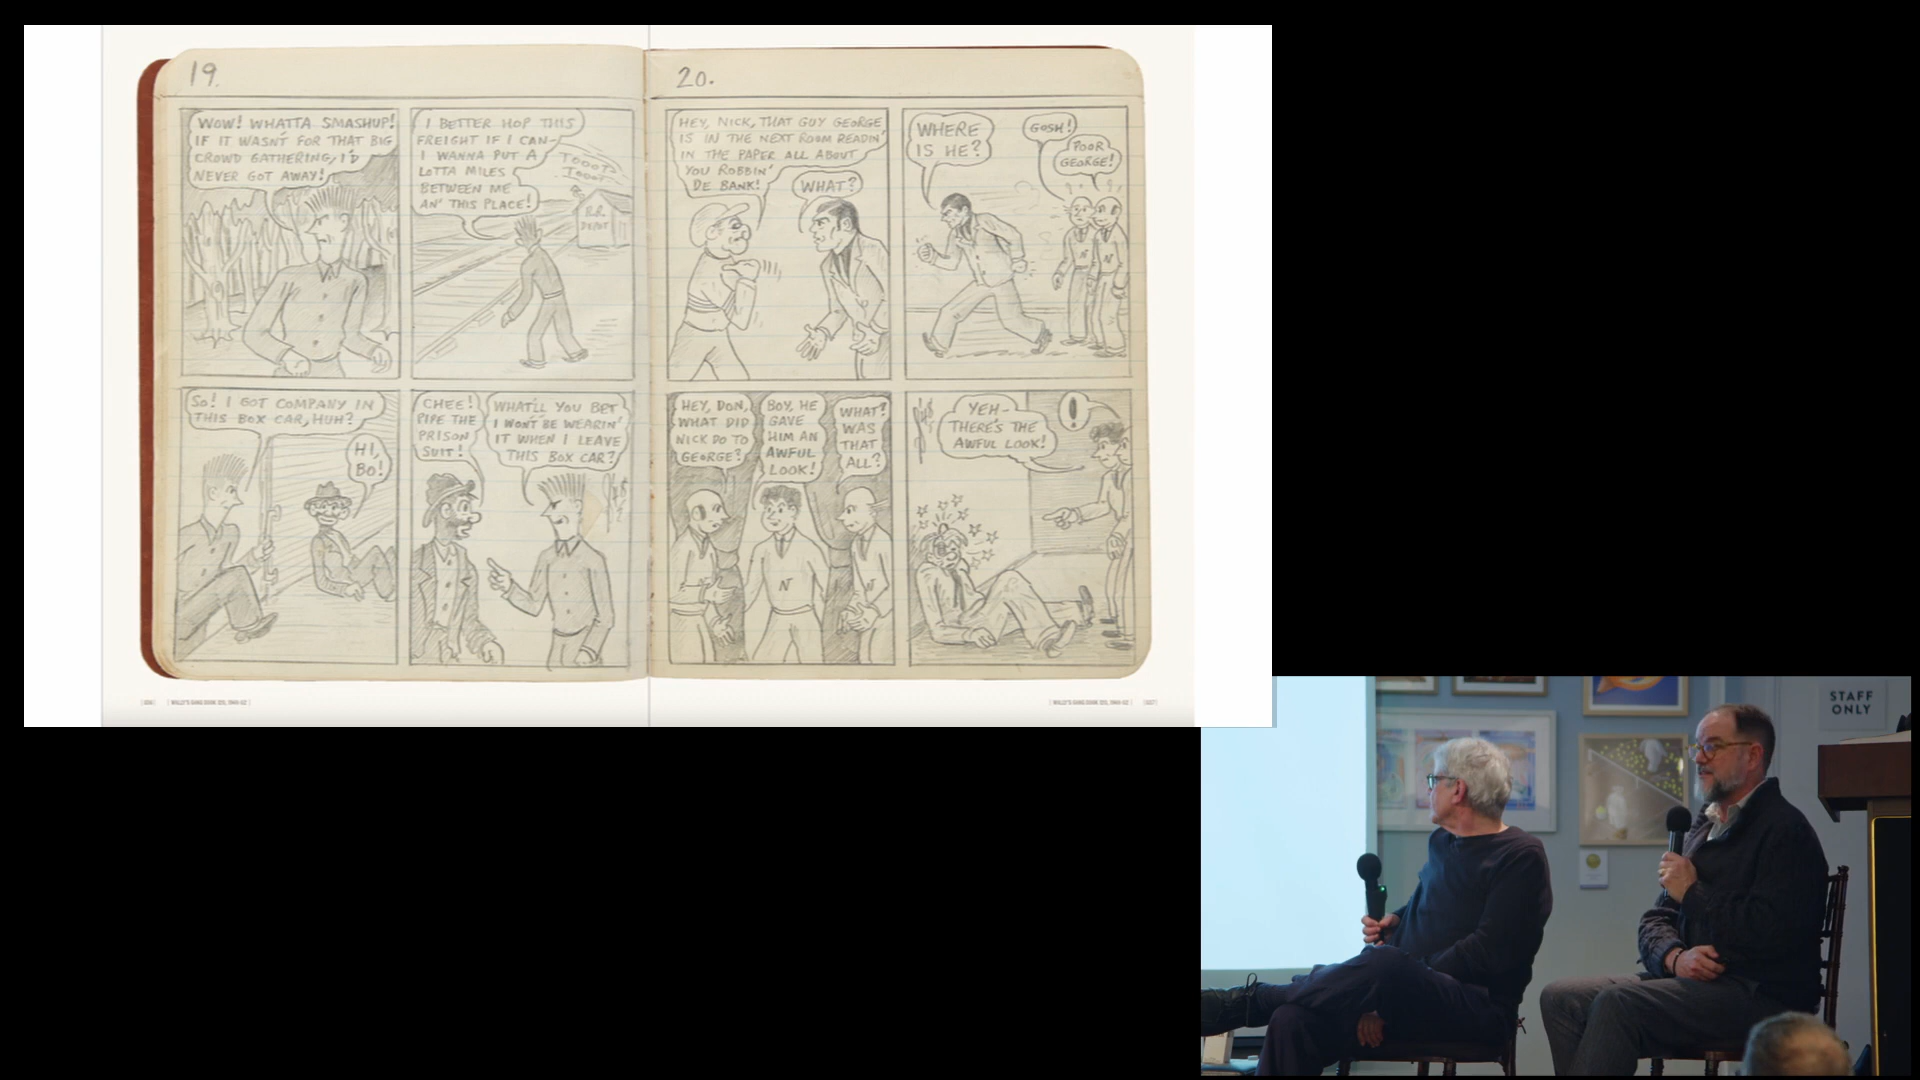 19.
WOW! WHATTA SMASHUP!
IF IT WASN'T FOR THAT BIG
CROWD GATHERING, I'D
NEVER GOT AWAY!
I BETTER HOP THIS
FREIGHT IF I CAN-
I WANNA PUT A
LOTTA MILES
BETWEEN ME
AN' THIS PLACE!
TOOOT!
TOOOT
R.R.
DEPOT
SO! I GOT COMPANY IN
THIS BOX CAR, HUH?
HI,
BO!
CHEE!
PIPE THE
PRISON
SUIT!
WHAT'LL YOU BET
I WON'T BE WEARIN'
IT WHEN I LEAVE
THIS BOX CAR?
20.
HEY, NICK, THAT GUY GEORGE
IS IN THE NEXT ROOM READIN'
IN THE PAPER ALL ABOUT
YOU ROBBIN'
DE BANK!
WHAT?
WHERE
IS HE?
GOSH!
POOR
GEORGE!
N
N
HEY, DON,
WHAT DID
NICK DO TO
GEORGE?
BOY, HE
GAVE
HIM AN
AWFUL
LOOK!
WHAT?
WAS
THAT
ALL?
N
N
YEH-
THERE'S THE
AWFUL LOOK!
!
STAFF
ONLY